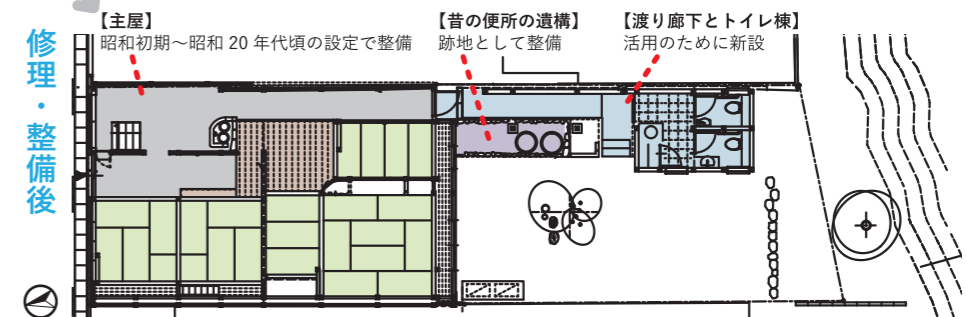 修理・整備後
【主屋】
昭和初期～昭和 20 年代頃の設定で整備
【昔の便所の遺構】
跡地として整備
【渡り廊下とトイレ棟】
活用のために新設